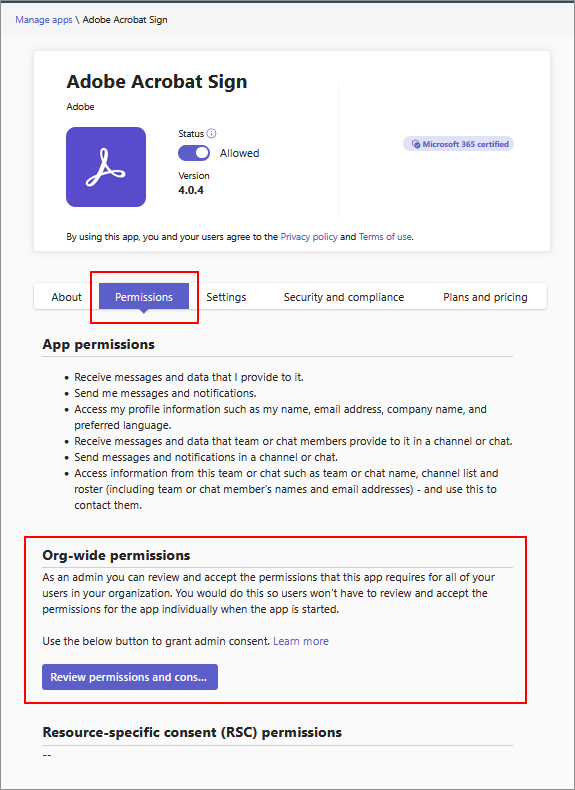 Manage apps \ Adobe Acrobat Sign
Adobe Acrobat Sign
Adobe
Status
Allowed
Version
4.0.4
Microsoft 365 certified
By using this app, you and your users agree to the Privacy policy and Terms of use.
About Permissions Settings Security and compliance Plans and pricing
App permissions
• Receive messages and data that I provide to it.
• Send me messages and notifications.
• Access my profile information such as my name, email address, company name, and
preferred language.
• Receive messages and data that team or chat members provide to it in a channel or chat.
• Send messages and notifications in a channel or chat.
• Access information from this team or chat such as team or chat name, channel list and
roster (including team or chat member's names and email addresses) - and use this to
contact them.
Org-wide permissions
As an admin you can review and accept the permissions that this app requires for all of your
users in your organization. You would do this so users won't have to review and accept the
permissions for the app individually when the app is started.
Use the below button to grant admin consent. Learn more
Review permissions and cons...
Resource-specific consent (RSC) permissions
--